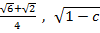 (√6+√2)/4 , √(1−c